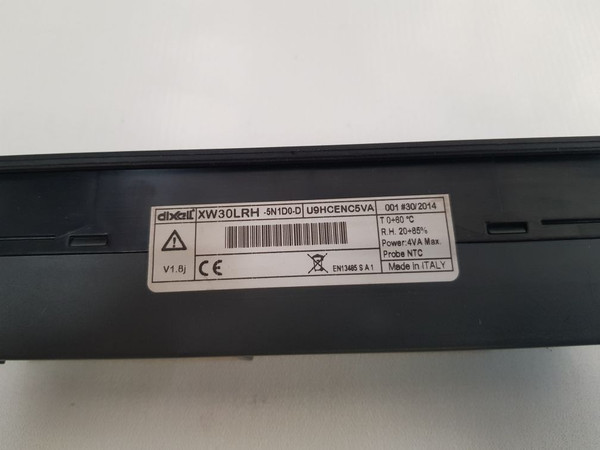 dixell XW30LRH -5N1D0-D U9HCENC5VA 001 #30/2014
T 0÷60 °C
R.H. 20÷85%
Power:4VA Max.
Probe NTC
V1.8j CE EN13485 S A 1 Made in ITALY